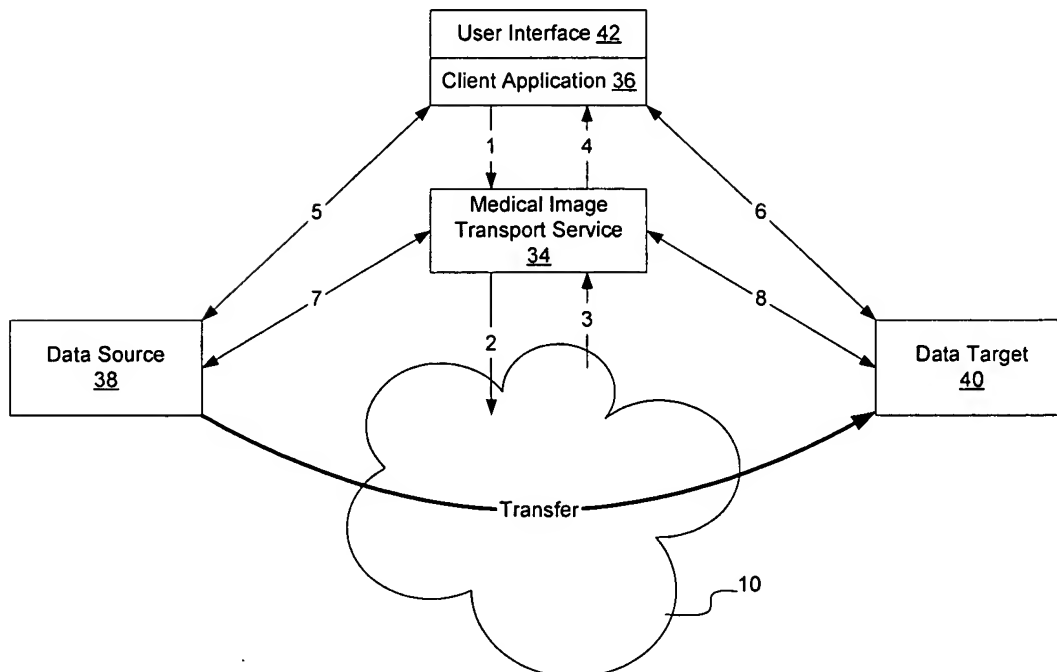 User Interface 42
Client Application 36
1
4
Medical Image
Transport Service
34
5
6
7
8
2
3
Data Source
38
Data Target
40
Transfer
10